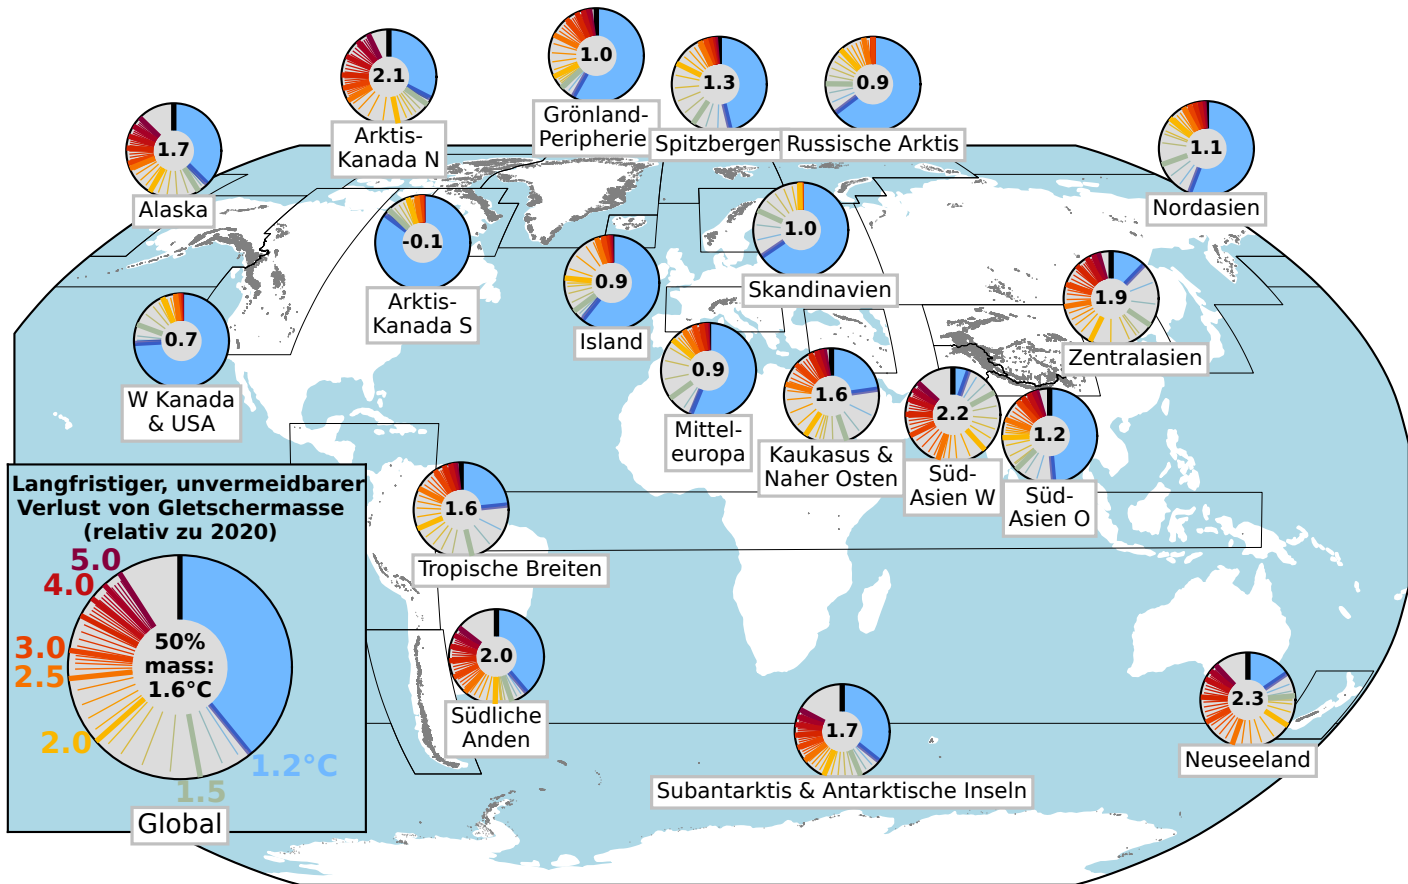 1.0
2.1
1.3
0.9
Grönland-
Peripherie
Arktis-
Kanada N
Spitzbergen
Russische Arktis
1.7
1.1
Alaska
Nordasien
-0.1
1.0
Arktis-
Kanada S
Skandinavien
0.9
Island
1.9
Zentralasien
0.7
W Kanada
& USA
0.9
Mittel-
europa
1.6
Kaukasus &
Naher Osten
2.2
Süd-
Asien W
1.2
Süd-
Asien O
Langfristiger, unvermeidbarer
Verlust von Gletschermasse
(relativ zu 2020)
5.0
4.0
3.0
2.5
2.0
1.5
1.2°C
50%
mass:
1.6°C
Global
1.6
Tropische Breiten
2.0
Südliche
Anden
1.7
Subantarktis & Antarktische Inseln
2.3
Neuseeland